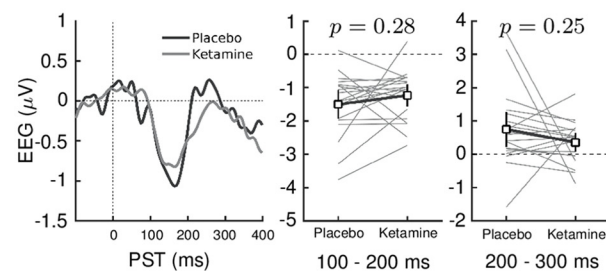 1
0.5
0
-0.5
-1
-1.5
EEG (μV)
Placebo
Ketamine
0 100 200 300 400
PST (ms)
p = 0.28
1
0
-1
-2
-3
-4
-5
Placebo Ketamine
100 - 200 ms
p = 0.25
4
3
2
1
0
-1
-2
Placebo Ketamine
200 - 300 ms